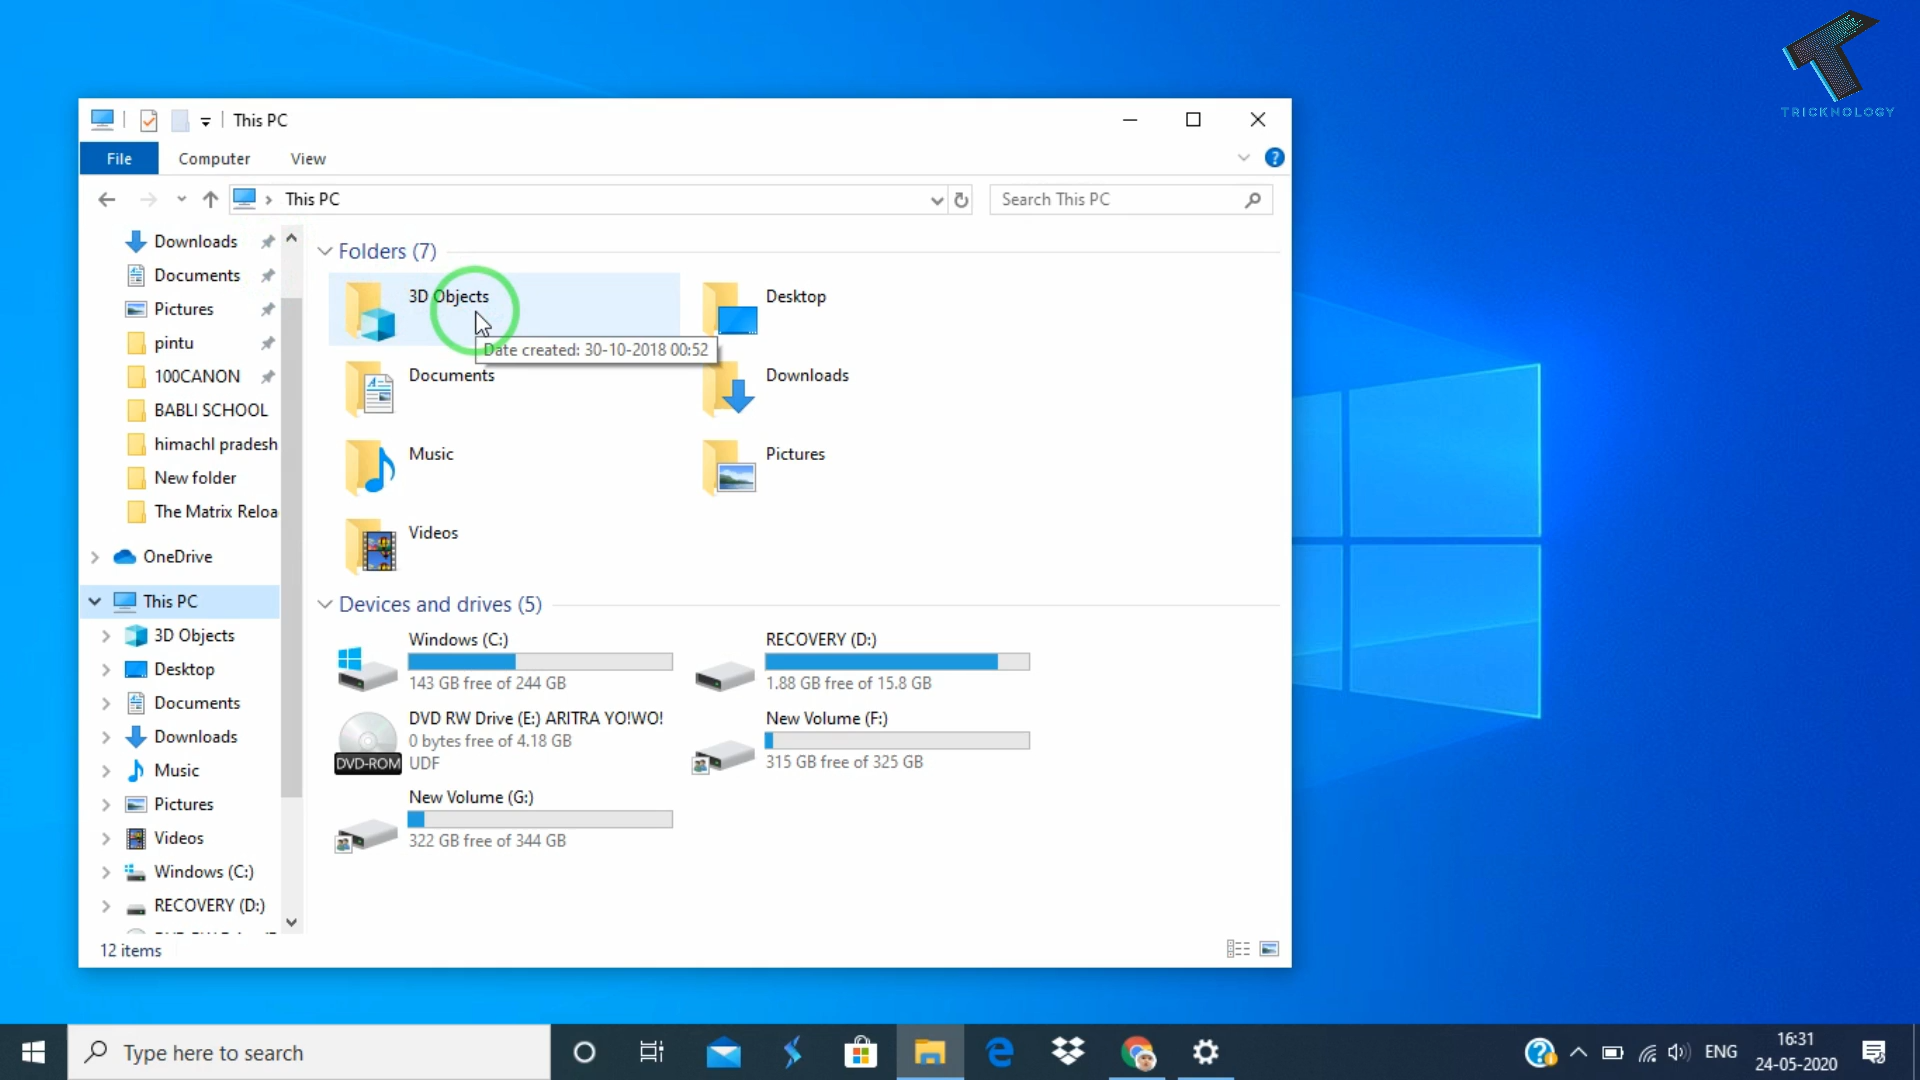 TRICKNOLOGY
This PC
File Computer View
This PC
Search This PC
Downloads
Documents
Pictures
pintu
100CANON
BABLI SCHOOL
himachl pradesh
New folder
The Matrix Reloa
OneDrive
This PC
3D Objects
Desktop
Documents
Downloads
Music
Pictures
Videos
Windows (C:)
RECOVERY (D:)
12 items
Folders (7)
3D Objects
Desktop
Date created: 30-10-2018 00:52
Documents
Downloads
Music
Pictures
Videos
Devices and drives (5)
Windows (C:)
143 GB free of 244 GB
RECOVERY (D:)
1.88 GB free of 15.8 GB
DVD RW Drive (E:) ARITRA YO!WO!
0 bytes free of 4.18 GB
UDF
DVD-ROM
New Volume (F:)
315 GB free of 325 GB
New Volume (G:)
322 GB free of 344 GB
Type here to search
ENG
16:31
24-05-2020